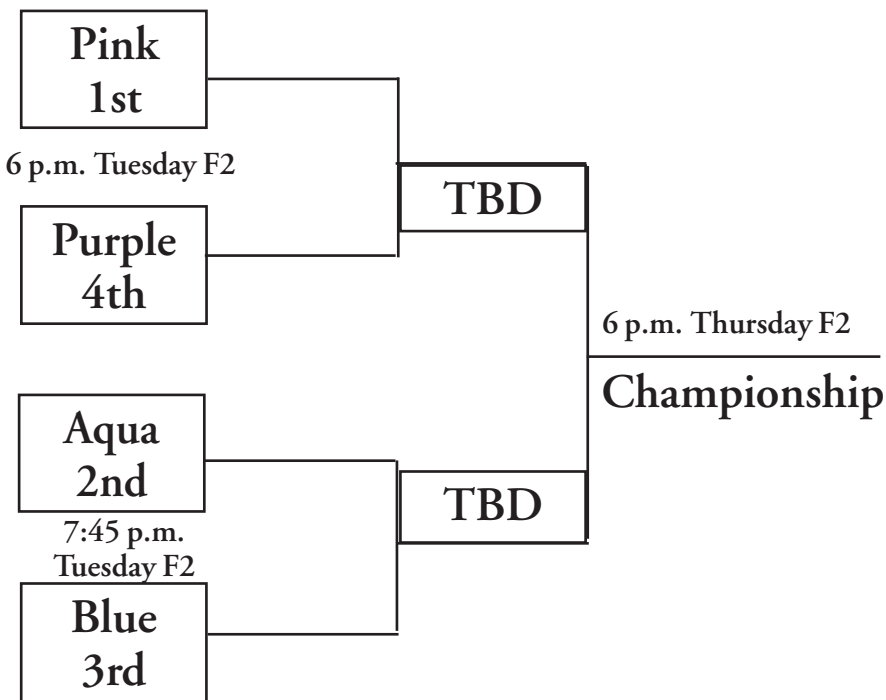 Pink
1st
6 p.m. Tuesday F2
Purple
4th
TBD
6 p.m. Thursday F2
Championship
Aqua
2nd
7:45 p.m.
Tuesday F2
Blue
3rd
TBD